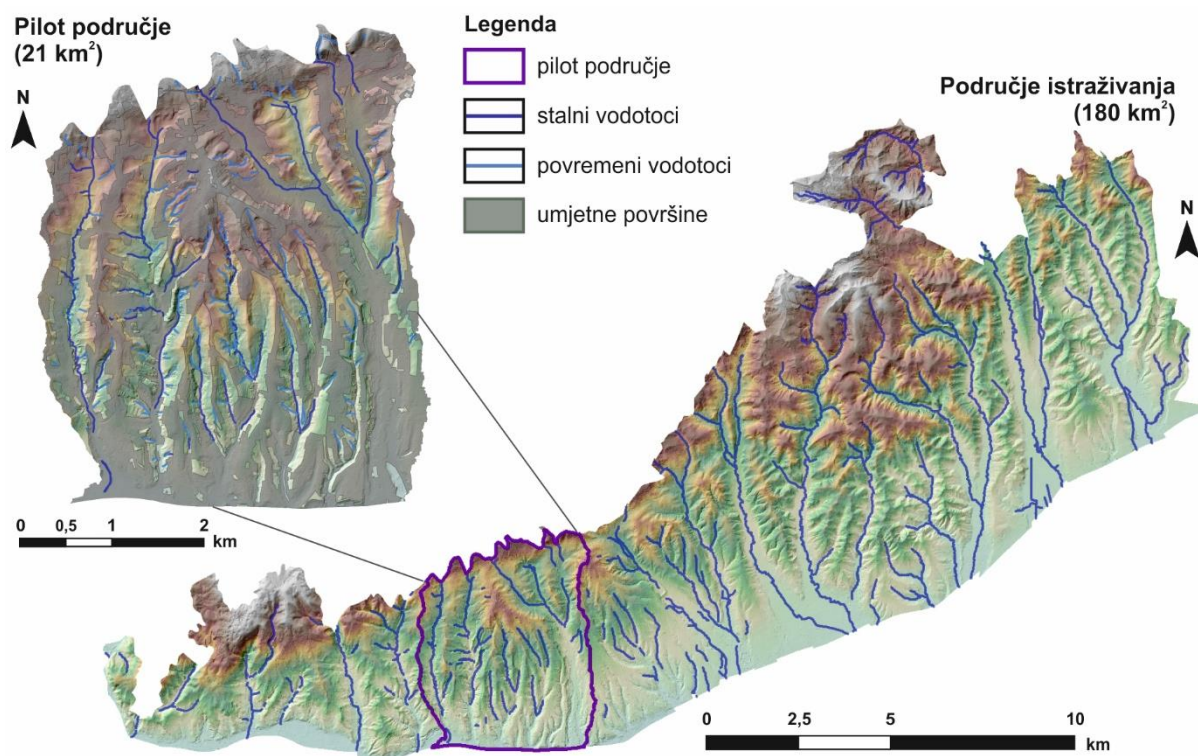 Pilot područje
(21 km²)
N
Legenda
pilot područje
stalni vodotoci
povremeni vodotoci
umjetne površine
Područje istraživanja
(180 km²)
N
0 0,5 1 2
km
0 2,5 5 10
km